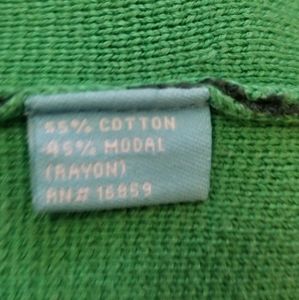 55% COTTON
45% MODAL
(RAYON)
RN# 16859